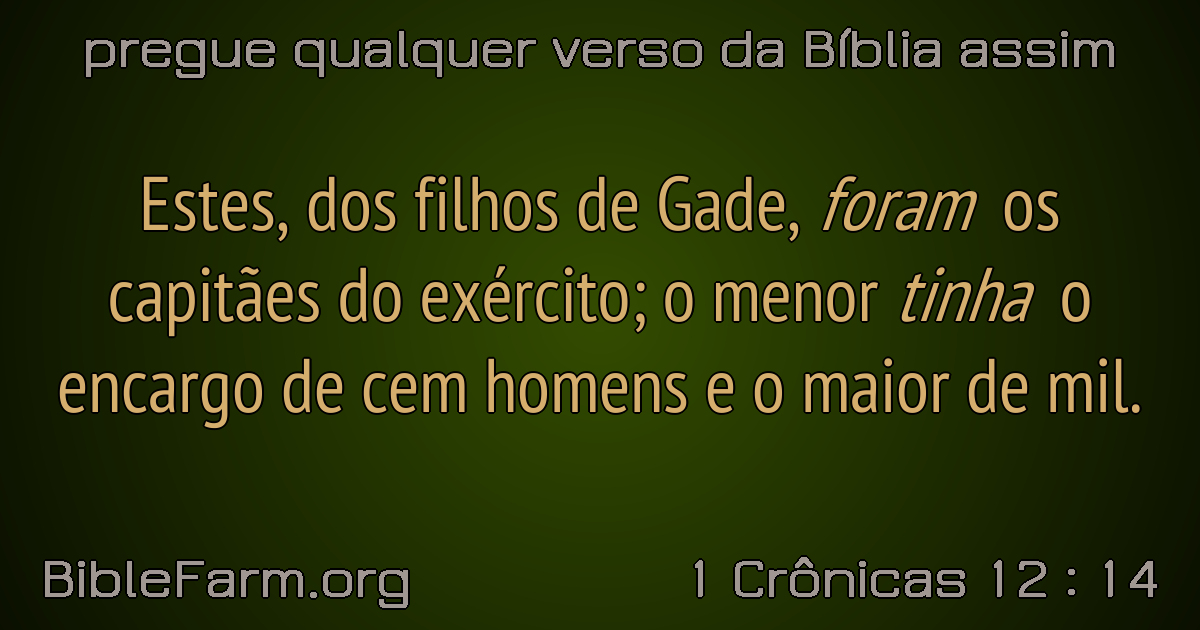 pregue qualquer verso da Bíblia assim
Estes, dos filhos de Gade, foram os
capitães do exército; o menor tinha o
encargo de cem homens e o maior de mil.
BibleFarm.org
1 Crônicas 12 : 14